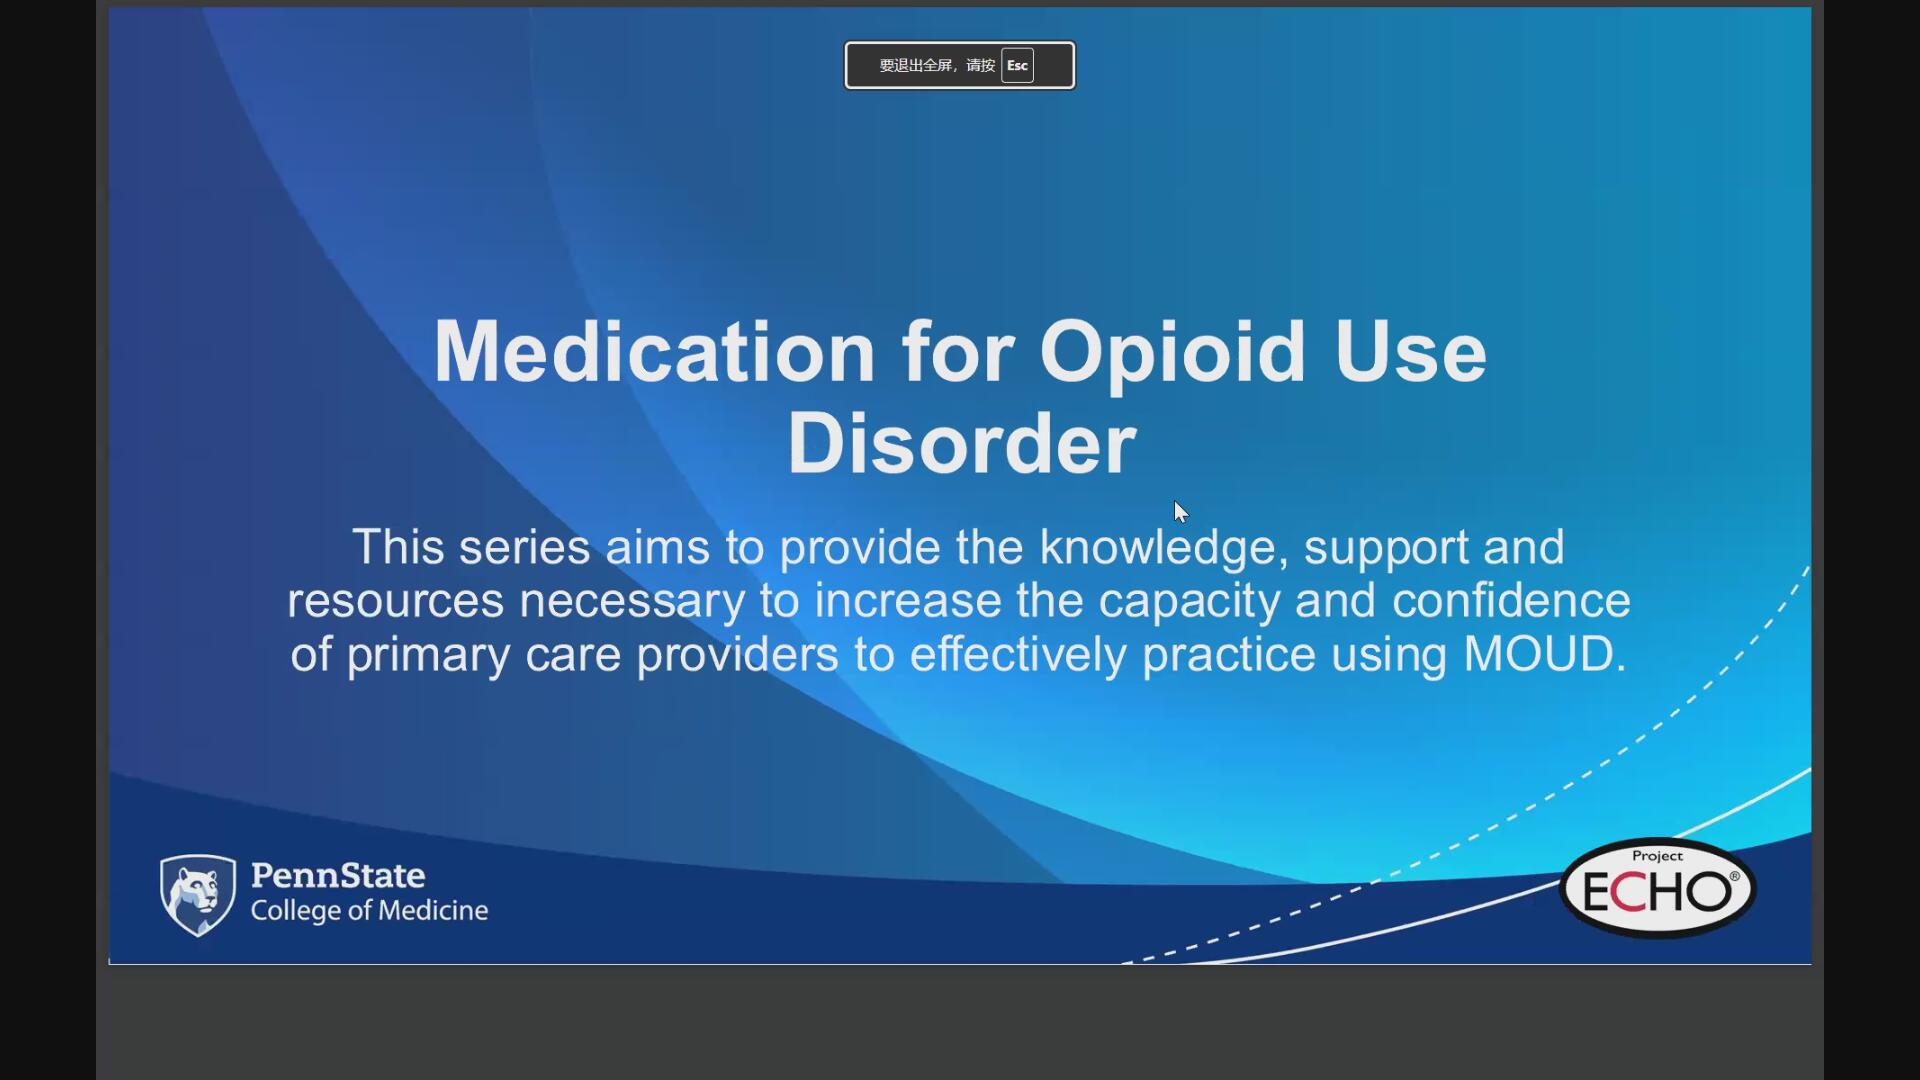 要退出全屏，请按 Esc
Medication for Opioid Use
Disorder
This series aims to provide the knowledge, support and
resources necessary to increase the capacity and confidence
of primary care providers to effectively practice using MOUD.
PennState
College of Medicine
Project
ECHO®